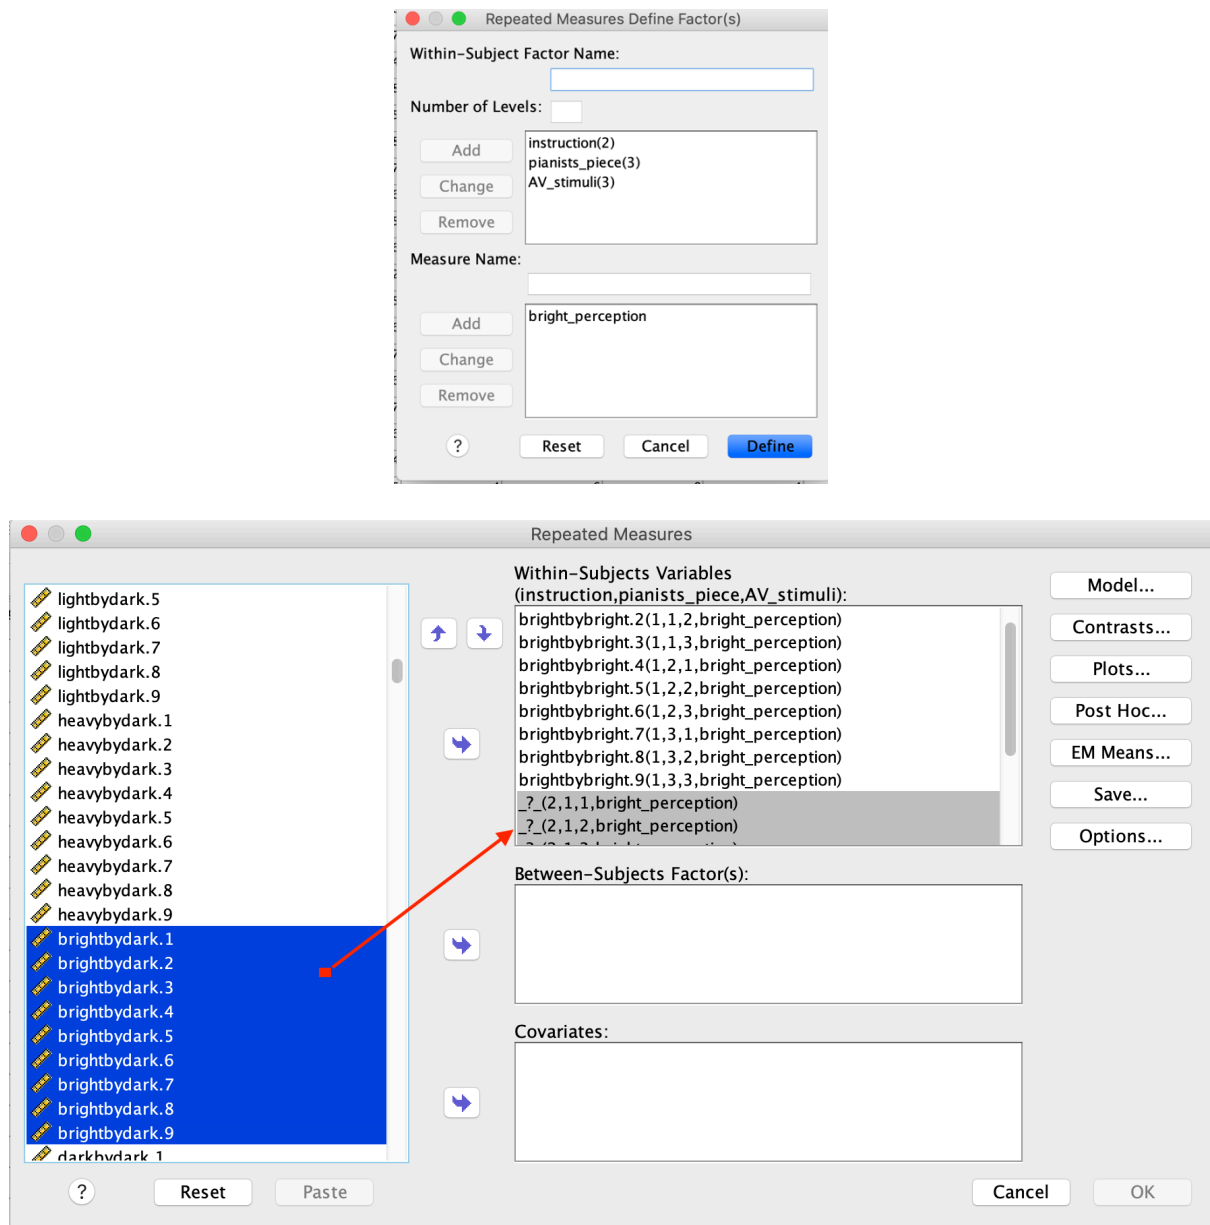 Repeated Measures Define Factor(s)
Within-Subject Factor Name:
Number of Levels:
Add
Change
Remove
instruction(2)
pianists_piece(3)
AV_stimuli(3)
Measure Name:
Add
Change
Remove
bright_perception
?
Reset
Cancel
Define
Repeated Measures
lightbydark.5
lightbydark.6
lightbydark.7
lightbydark.8
lightbydark.9
heavybydark.1
heavybydark.2
heavybydark.3
heavybydark.4
heavybydark.5
heavybydark.6
heavybydark.7
heavybydark.8
heavybydark.9
brightbydark.1
brightbydark.2
brightbydark.3
brightbydark.4
brightbydark.5
brightbydark.6
brightbydark.7
brightbydark.8
brightbydark.9
darkbydark.1
Within-Subjects Variables
(instruction,pianists_piece,AV_stimuli):
brightbybright.2(1,1,2,bright_perception)
brightbybright.3(1,1,3,bright_perception)
brightbybright.4(1,2,1,bright_perception)
brightbybright.5(1,2,2,bright_perception)
brightbybright.6(1,2,3,bright_perception)
brightbybright.7(1,3,1,bright_perception)
brightbybright.8(1,3,2,bright_perception)
brightbybright.9(1,3,3,bright_perception)
_?_(2,1,1,bright_perception)
_?_(2,1,2,bright_perception)
_?_(2,1,3,bright_perception)
Between-Subjects Factor(s):
Covariates:
Model...
Contrasts...
Plots...
Post Hoc...
EM Means...
Save...
Options...
?
Reset
Paste
Cancel
OK